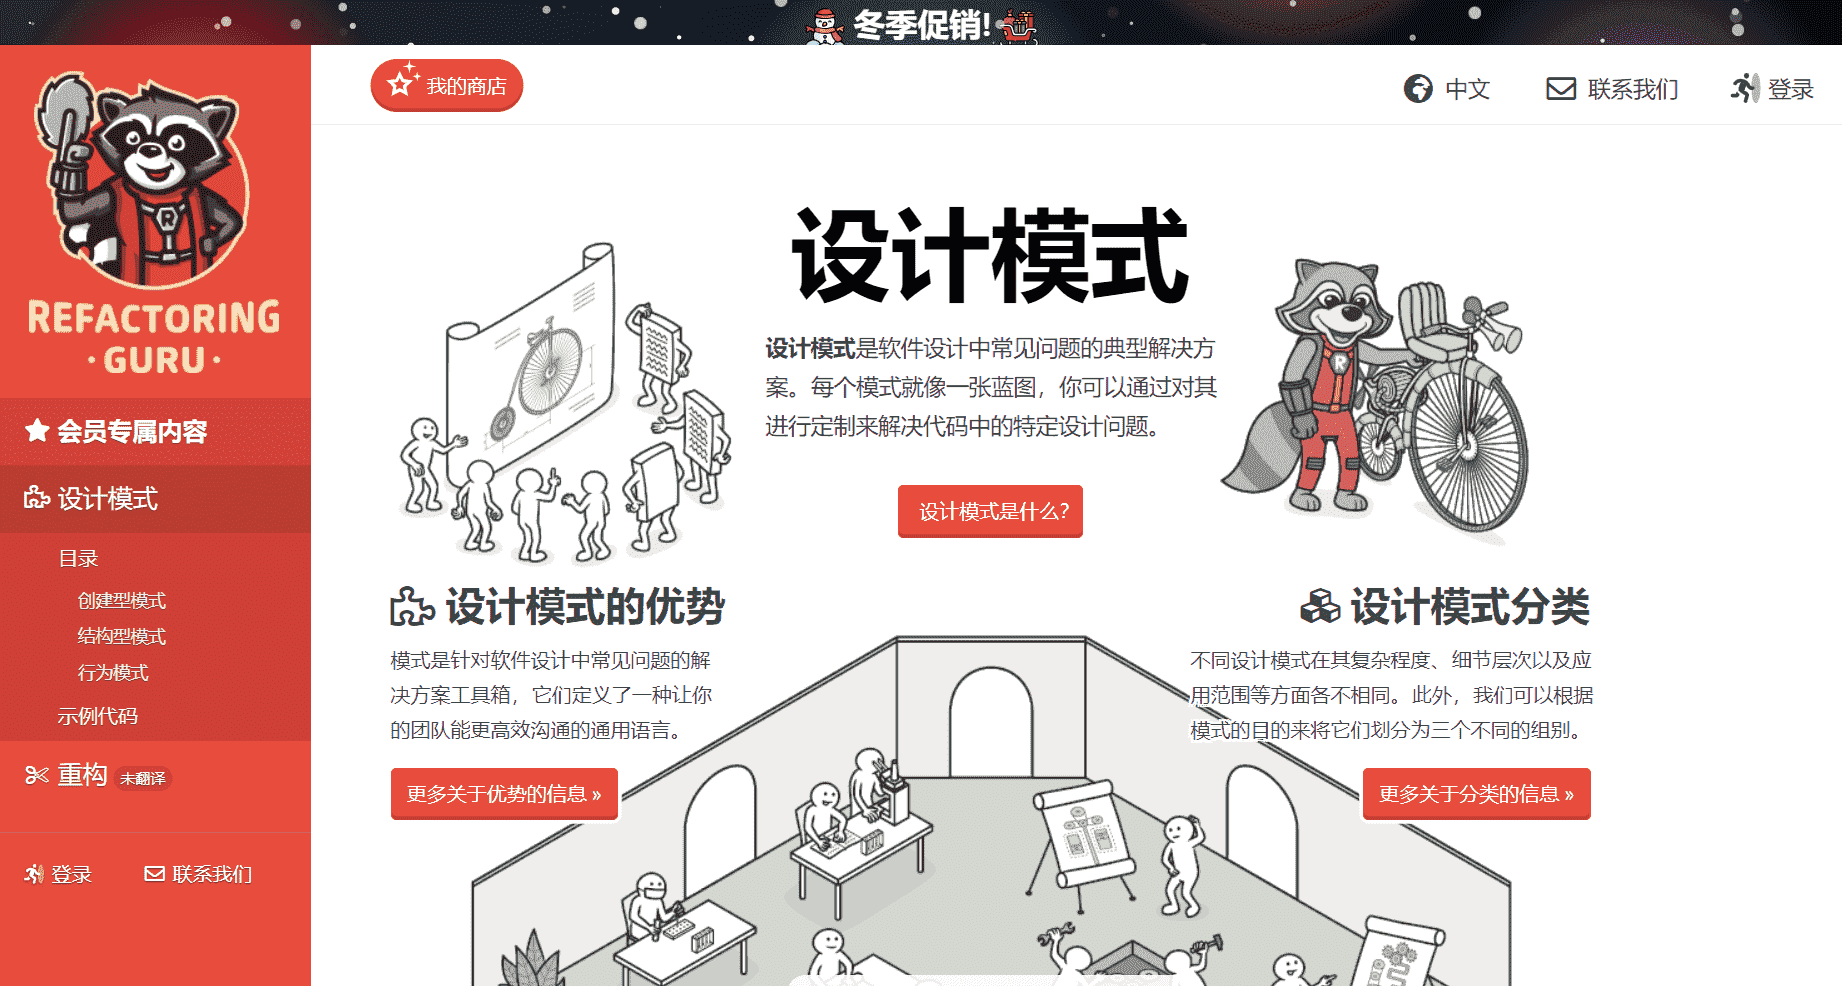 冬季促销!
我的商店
中文
联系我们
登录
R
REFACTORING
·GURU·
会员专属内容
设计模式
目录
创建型模式
结构型模式
行为模式
示例代码
重构 未翻译
登录
联系我们
设计模式
设计模式是软件设计中常见问题的典型解决方
案。每个模式就像一张蓝图，你可以通过对其
进行定制来解决代码中的特定设计问题。
设计模式是什么?
R
设计模式的优势
模式是针对软件设计中常见问题的解
决方案工具箱，它们定义了一种让你
的团队能更高效沟通的通用语言。
更多关于优势的信息 »
设计模式分类
不同设计模式在其复杂程度、细节层次以及应
用范围等方面各不相同。此外，我们可以根据
模式的目的来将它们划分为三个不同的组别。
更多关于分类的信息 »